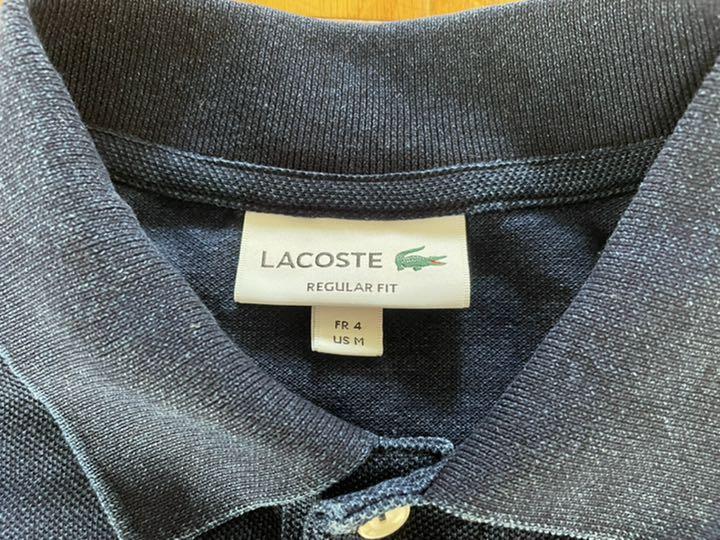 LACOSTE
REGULAR FIT
FR 4
US M